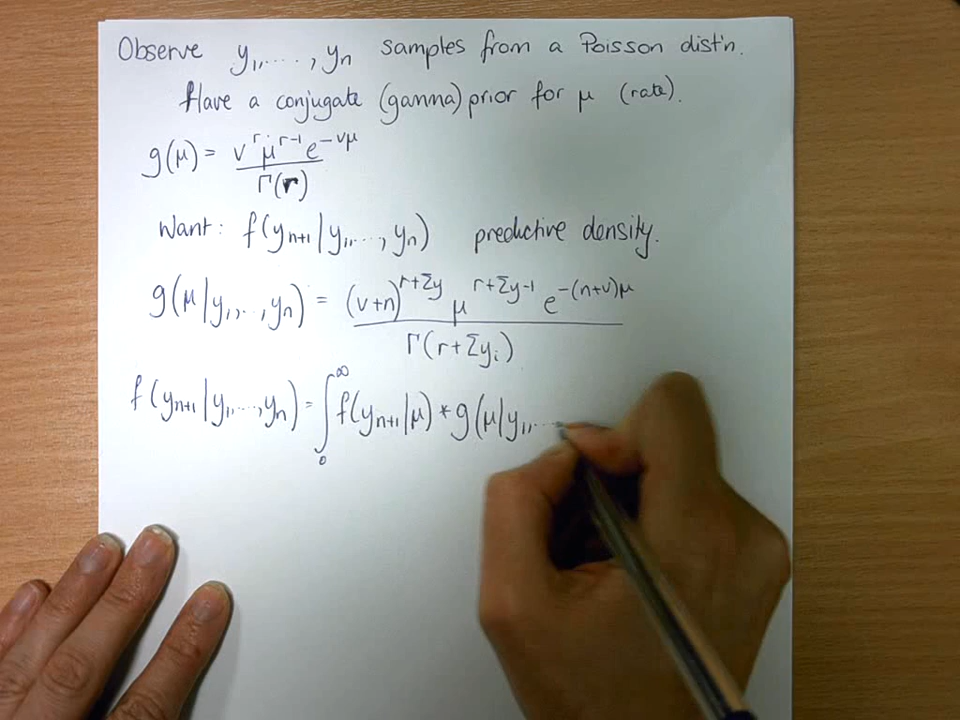 Observe y₁,....,yₙ samples from a Poisson dist'n.
Have a conjugate (gamma) prior for μ (rate).
g(μ) = v^r μ^(r-1) e^(-vμ) / Γ(r)
Want: f(yₙ₊₁|y₁,...,yₙ) predictive density.
g(μ|y₁,...,yₙ) = (v+n)^(r+Σy) μ^(r+Σy-1) e^(-(n+v)μ) / Γ(r+Σyᵢ)
f(yₙ₊₁|y₁,...,yₙ) = ∫₀^∞ f(yₙ₊₁|μ) * g(μ|y₁,....